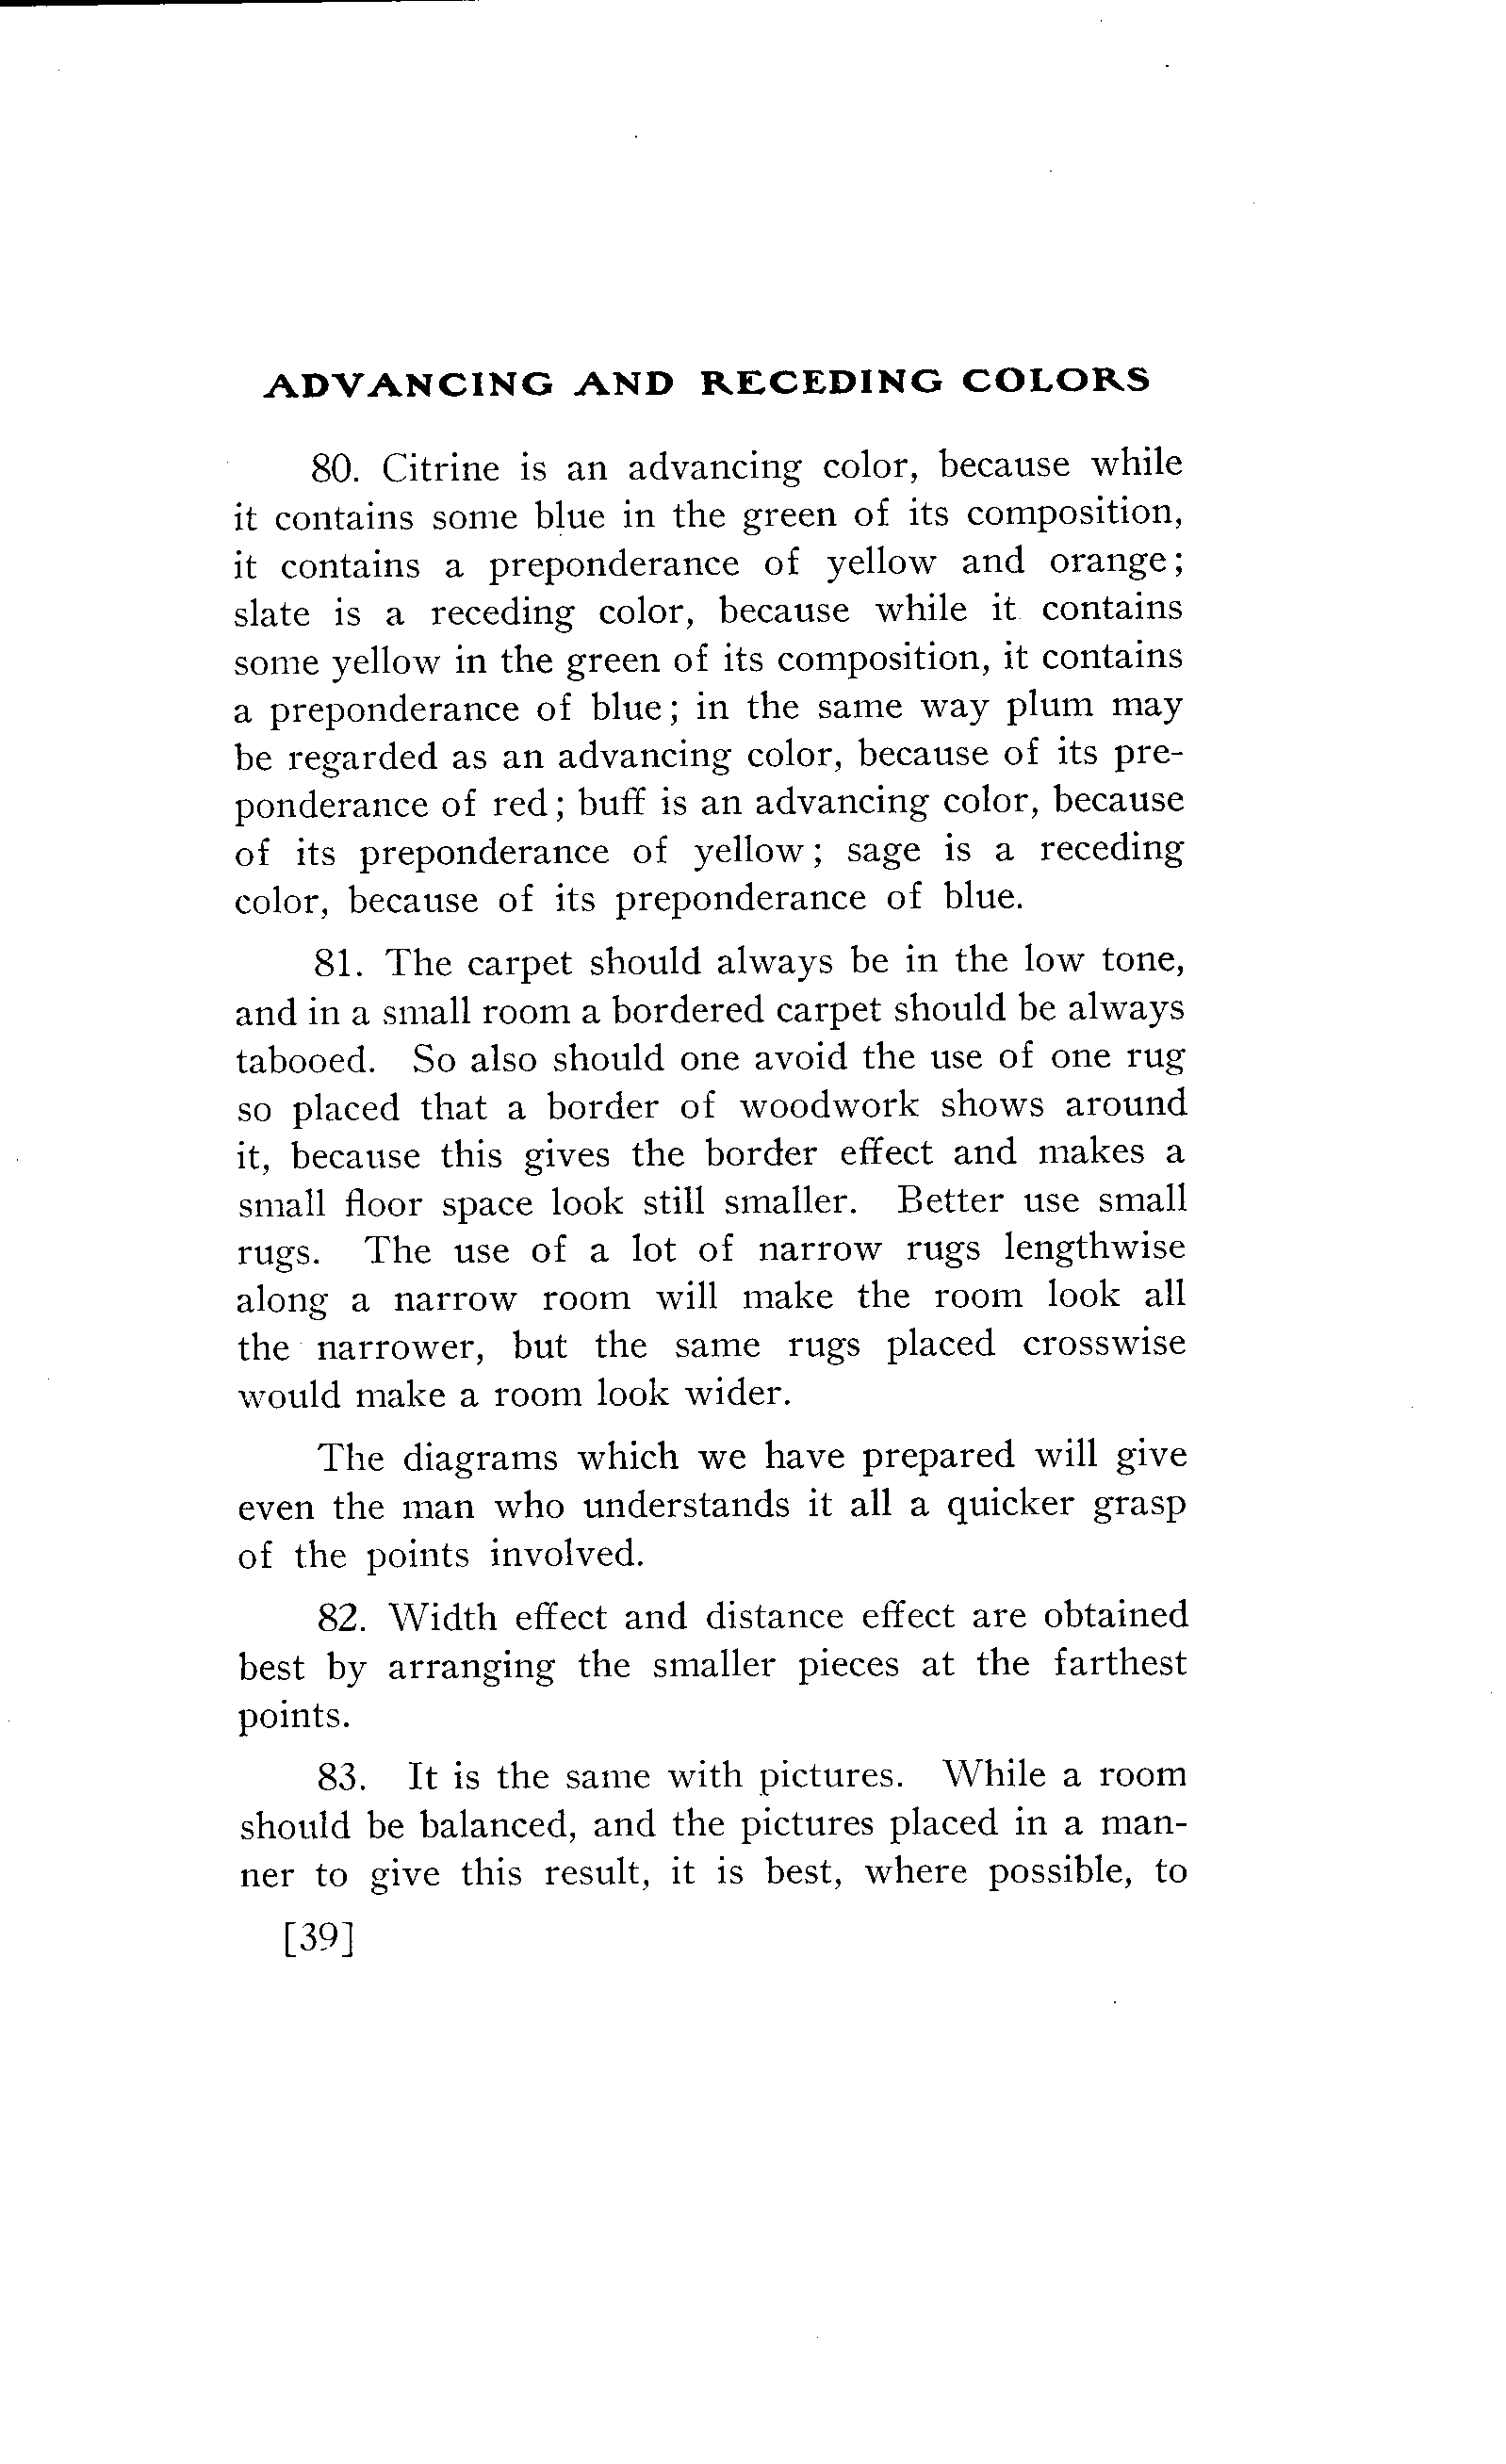 ADVANCING AND RECEDING COLORS
80. Citrine is an advancing color, because while
it contains some blue in the green of its composition,
it contains a preponderance of yellow and orange;
slate is a receding color, because while it contains
some yellow in the green of its composition, it contains
a preponderance of blue; in the same way plum may
be regarded as an advancing color, because of its pre-
ponderance of red; buff is an advancing color, because
of its preponderance of yellow; sage is a receding
color, because of its preponderance of blue.
81. The carpet should always be in the low tone,
and in a small room a bordered carpet should be always
tabooed. So also should one avoid the use of one rug
so placed that a border of woodwork shows around
it, because this gives the border effect and makes a
small floor space look still smaller. Better use small
rugs. The use of a lot of narrow rugs lengthwise
along a narrow room will make the room look all
the narrower, but the same rugs placed crosswise
would make a room look wider.
The diagrams which we have prepared will give
even the man who understands it all a quicker grasp
of the points involved.
82. Width effect and distance effect are obtained
best by arranging the smaller pieces at the farthest
points.
83. It is the same with pictures. While a room
should be balanced, and the pictures placed in a man-
ner to give this result, it is best, where possible, to
[39]